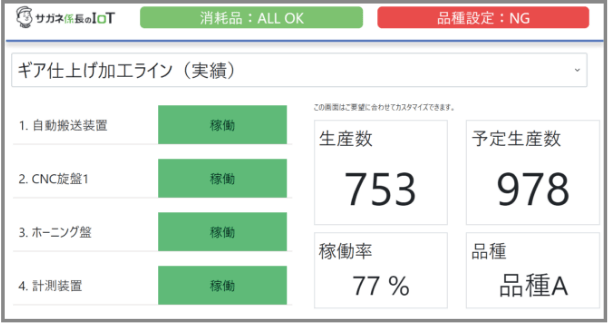 サガネ係長のIoT
消耗品：ALL OK
品種設定：NG
ギア仕上げ加工ライン（実績）
この画面はご要望に合わせてカスタマイズできます。
1. 自動搬送装置
稼働
2. CNC旋盤1
稼働
3. ホーニング盤
稼働
4. 計測装置
稼働
生産数
753
予定生産数
978
稼働率
77 %
品種
品種A